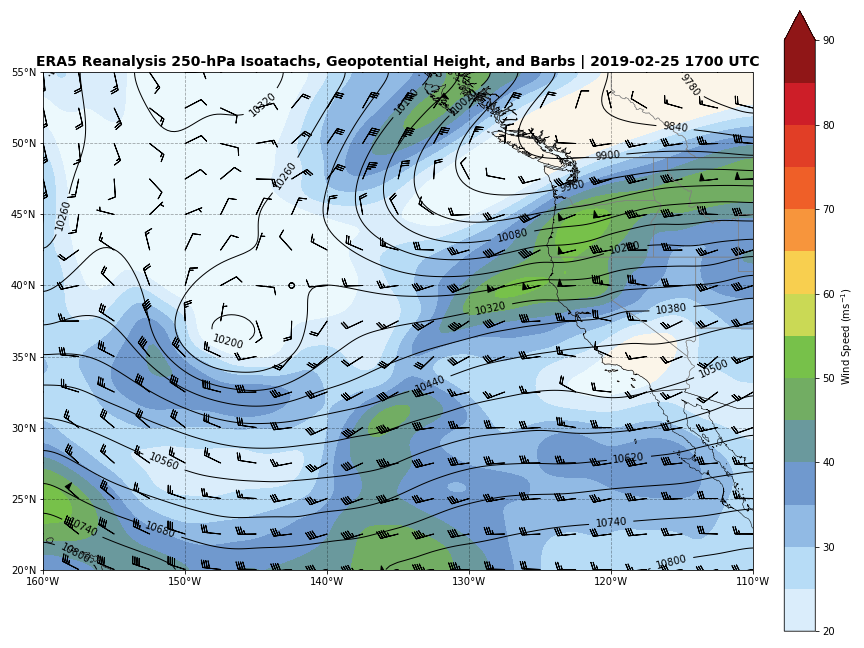 ERA5 Reanalysis 250-hPa Isoatachs, Geopotential Height, and Barbs | 2019-02-25 1700 UTC
55°N
50°N
45°N
40°N
35°N
30°N
25°N
20°N
160°W
150°W
140°W
130°W
120°W
110°W
10320
9780
9840
9900
10260
9960
10260
10080
10200
10320
10380
10200
10440
10500
10560
10620
10680
10740
10740
10800
10800
90
80
70
60
50
40
30
20
Wind Speed (ms⁻¹)